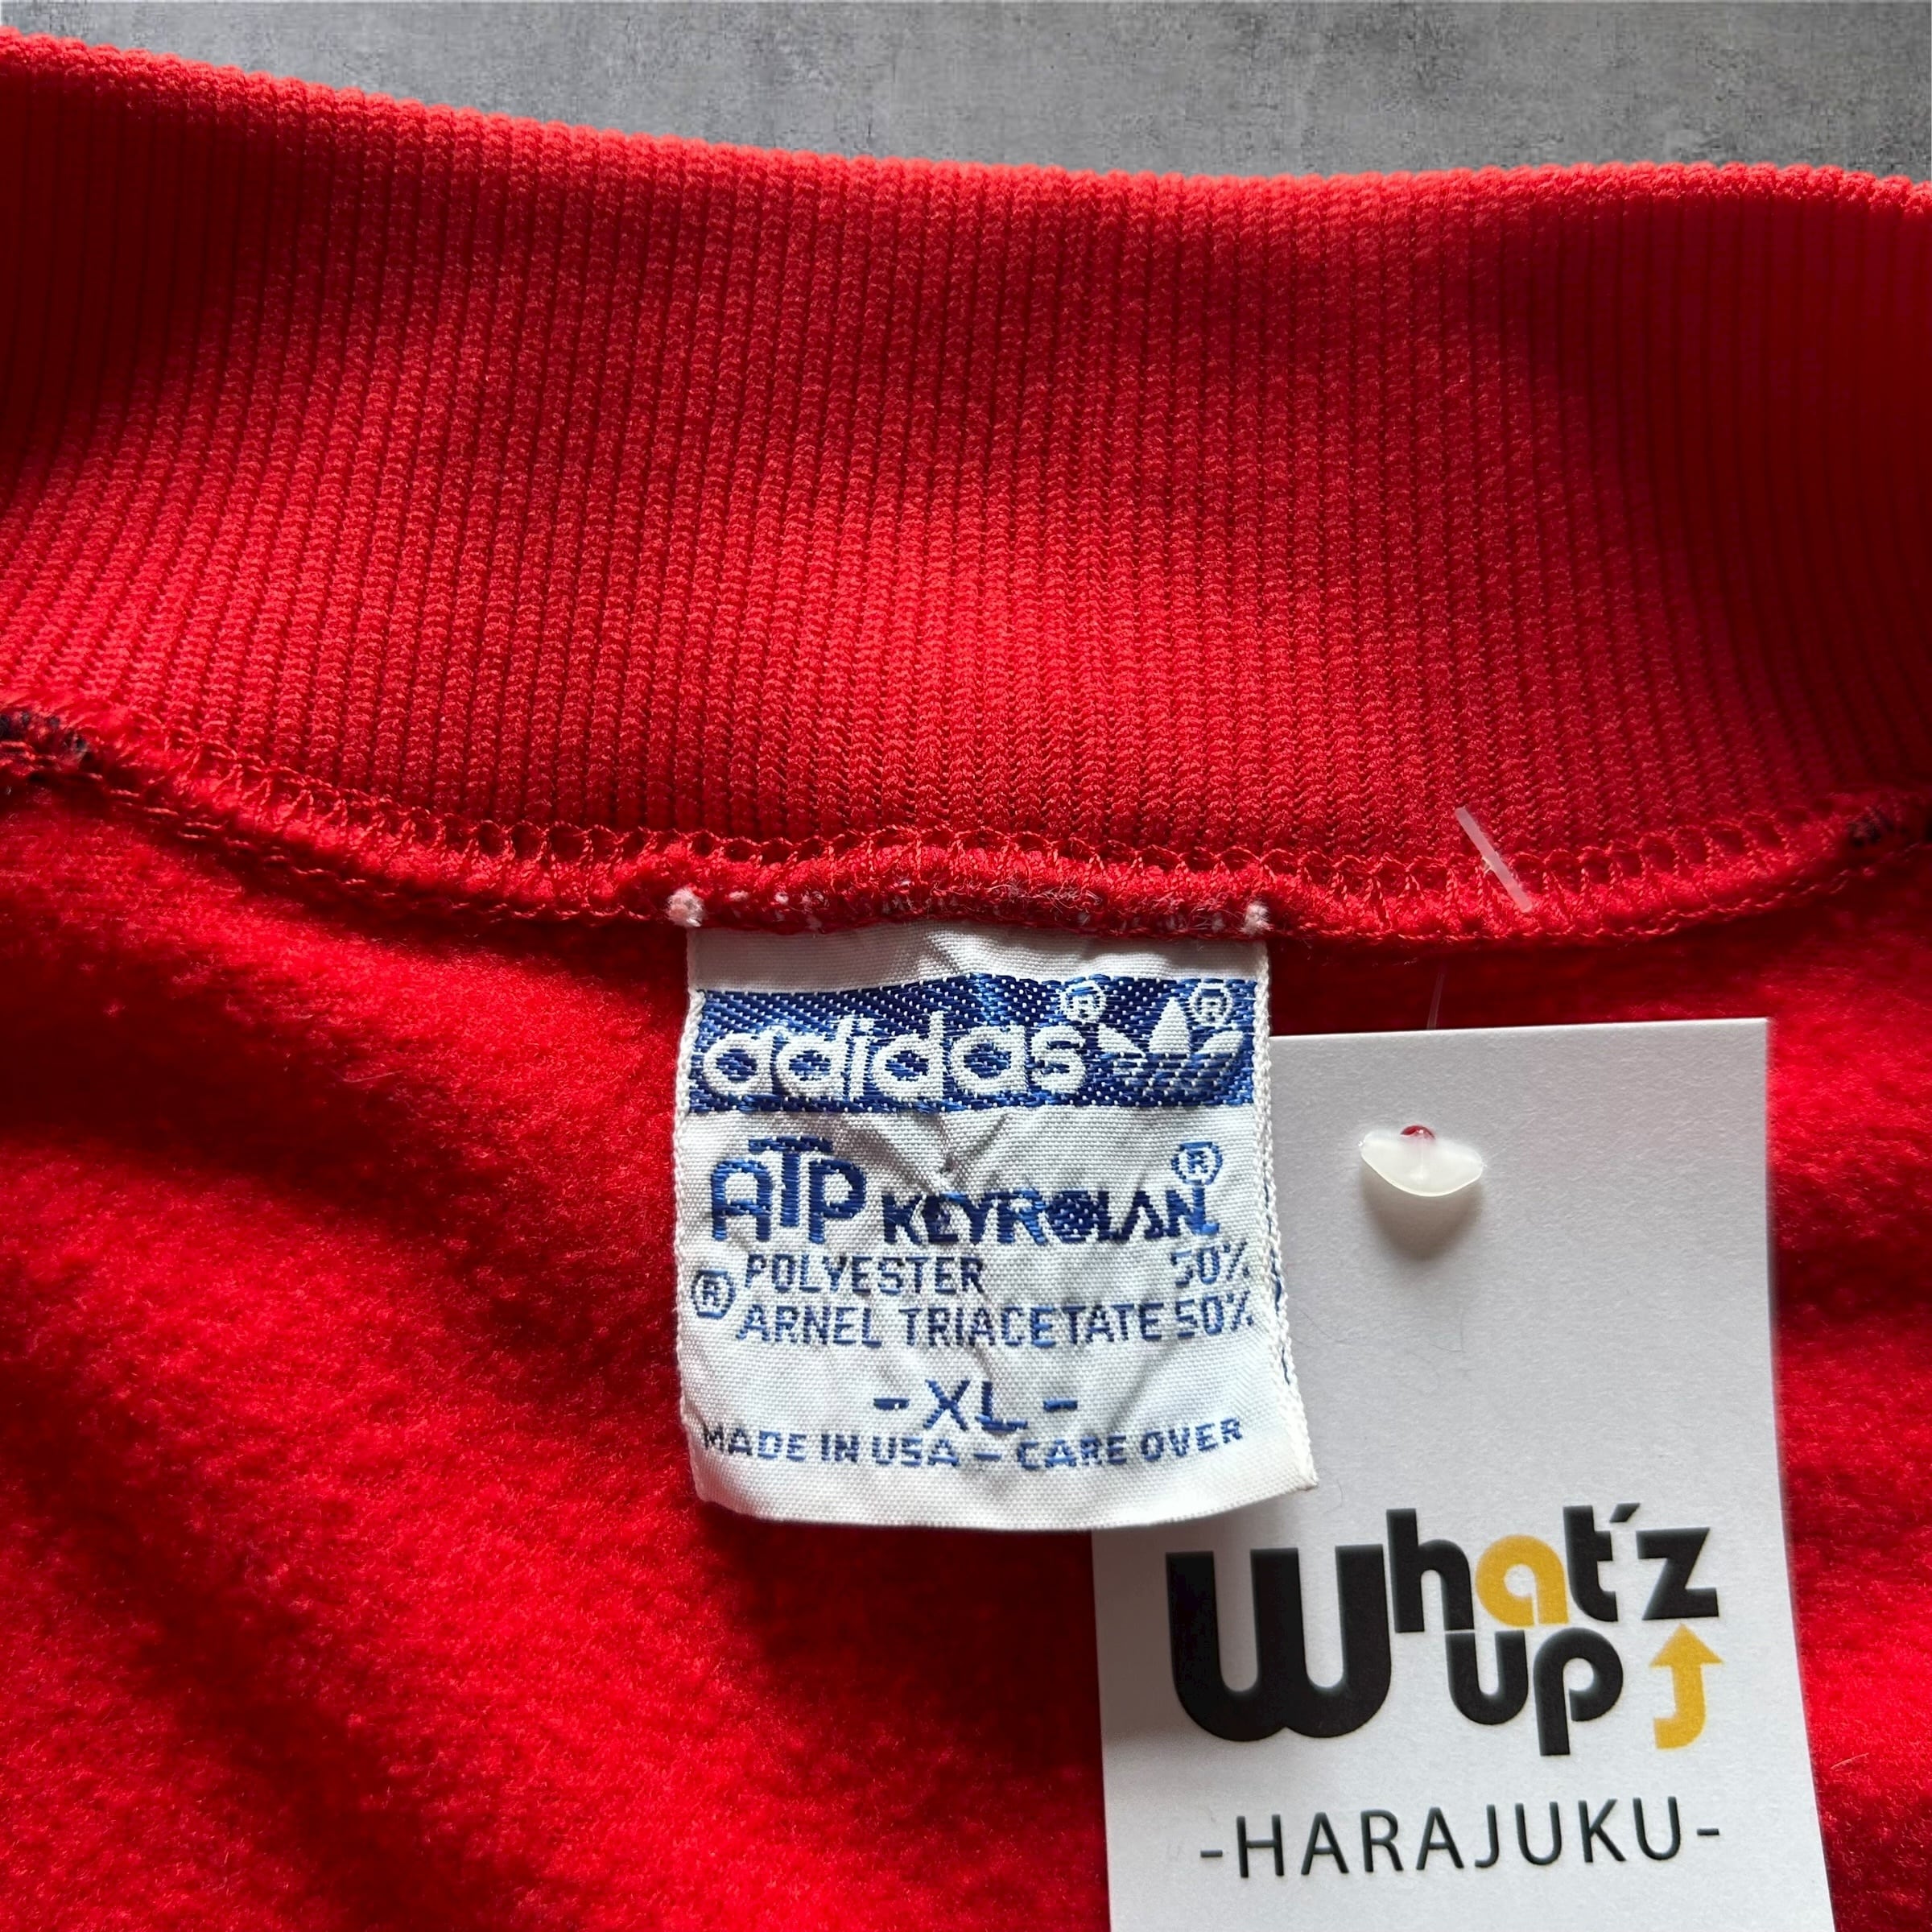 adidas® ®
ATP KEYROLAN®
POLYESTER 50%
® ARNEL TRIACETATE 50%
- XL -
MADE IN USA - CARE OVER
What'z
up
-HARAJUKU-